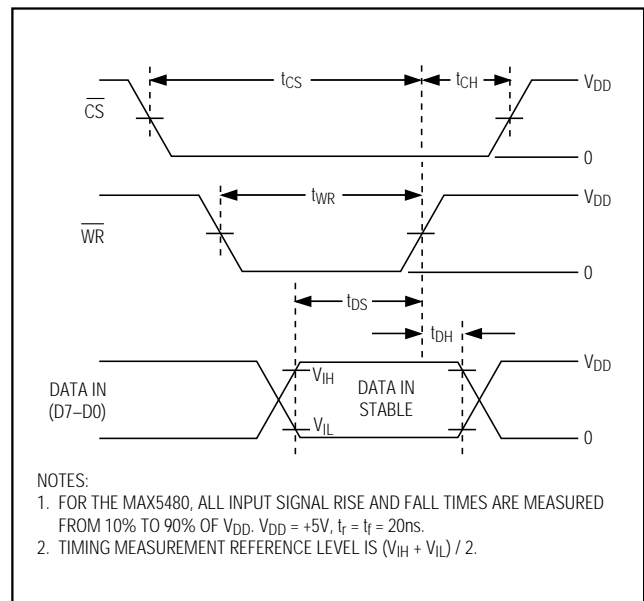 tCS
tCH
VDD
CS
0
tWR
VDD
WR
0
tDS
tDH
VDD
VIH
DATA IN
(D7–D0)
DATA IN
STABLE
VIL
0
NOTES:
1. FOR THE MAX5480, ALL INPUT SIGNAL RISE AND FALL TIMES ARE MEASURED
FROM 10% TO 90% OF VDD. VDD = +5V, tr = tf = 20ns.
2. TIMING MEASUREMENT REFERENCE LEVEL IS (VIH + VIL) / 2.